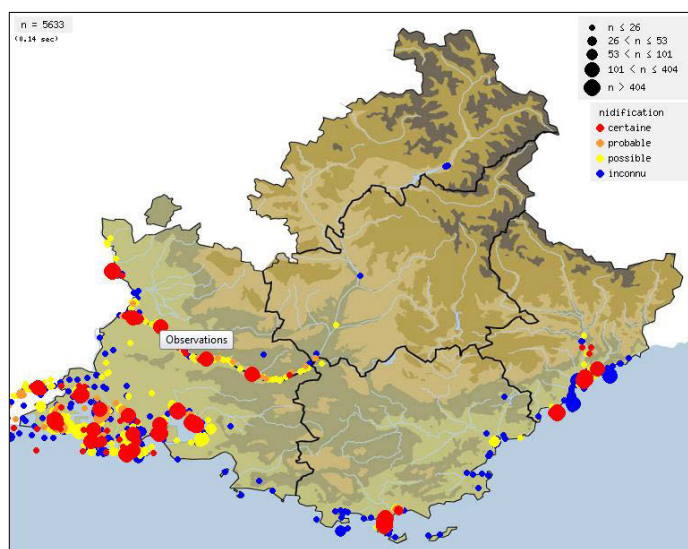 n = 5633
(0.14 sec)
n ≤ 26
26 < n ≤ 53
53 < n ≤ 101
101 < n ≤ 404
n > 404
nidification
certaine
probable
possible
inconnu
Observations